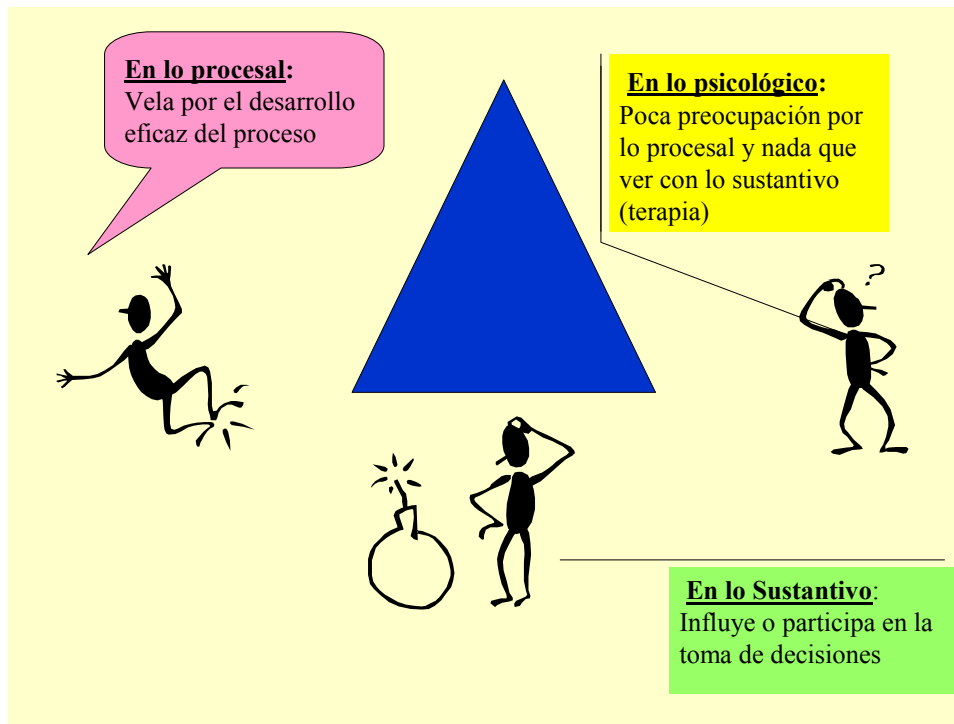 En lo procesal:
Vela por el desarrollo
eficaz del proceso
En lo psicológico:
Poca preocupación por
lo procesal y nada que
ver con lo sustantivo
(terapia)
?
En lo Sustantivo:
Influye o participa en la
toma de decisiones